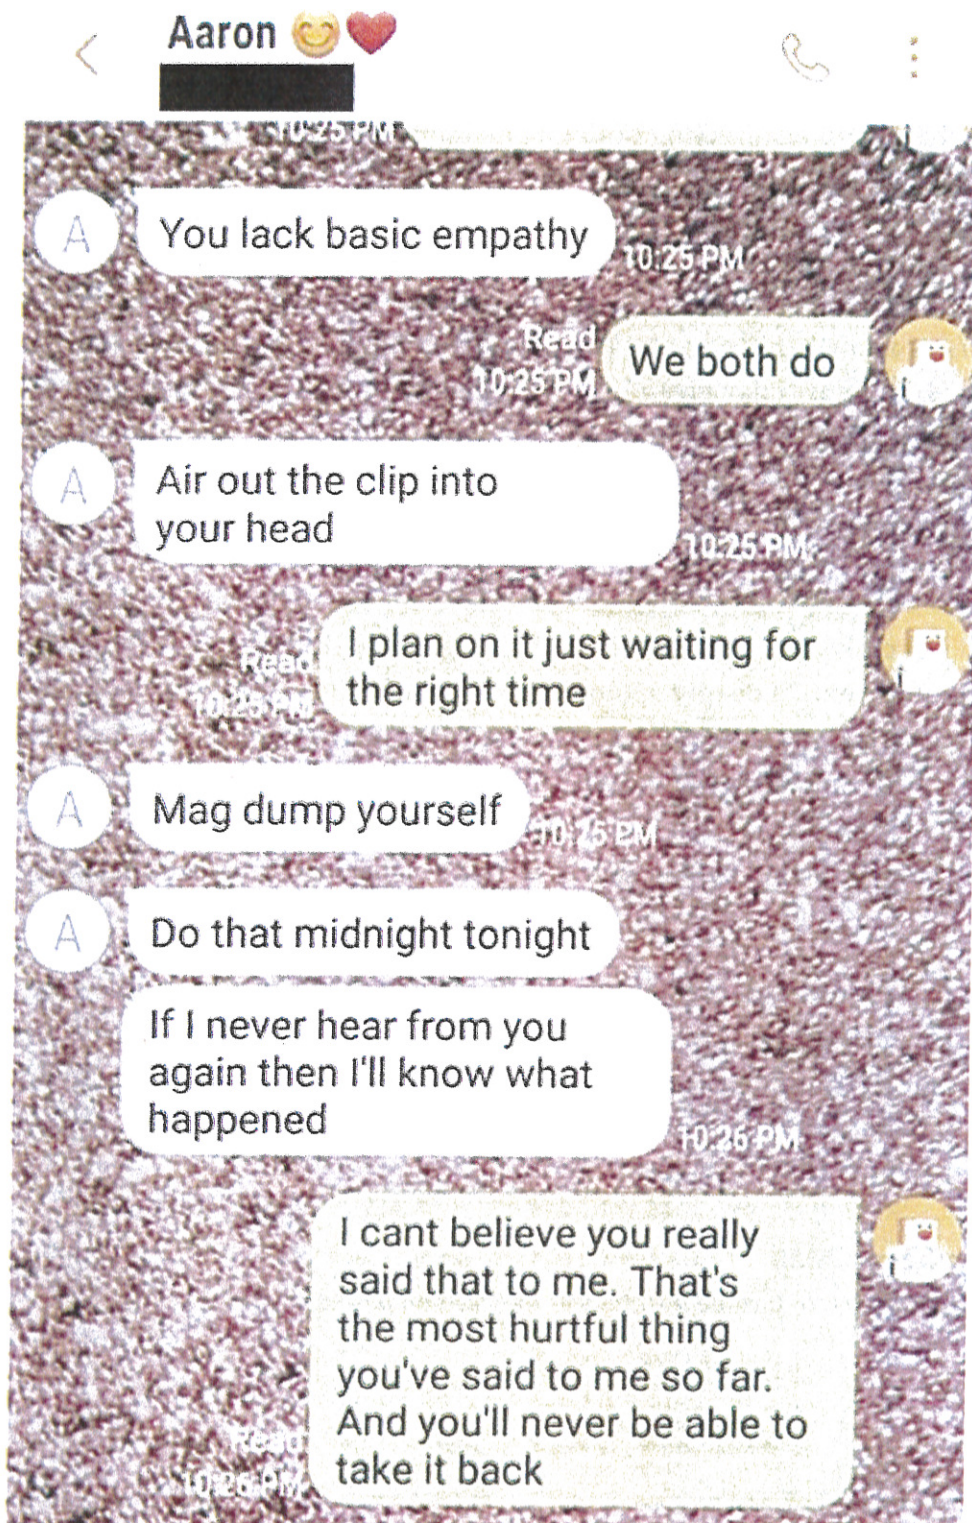 Aaron 😊❤️
10:25 PM
A
You lack basic empathy
10:25 PM
Read
10:25 PM
We both do
A
Air out the clip into
your head
10:25 PM
I plan on it just waiting for
the right time
Read
10:25 PM
A
Mag dump yourself
10:25 PM
A
Do that midnight tonight
If I never hear from you
again then I'll know what
happened
10:26 PM
I cant believe you really
said that to me. That's
the most hurtful thing
you've said to me so far.
And you'll never be able to
take it back
Read
10:26 PM